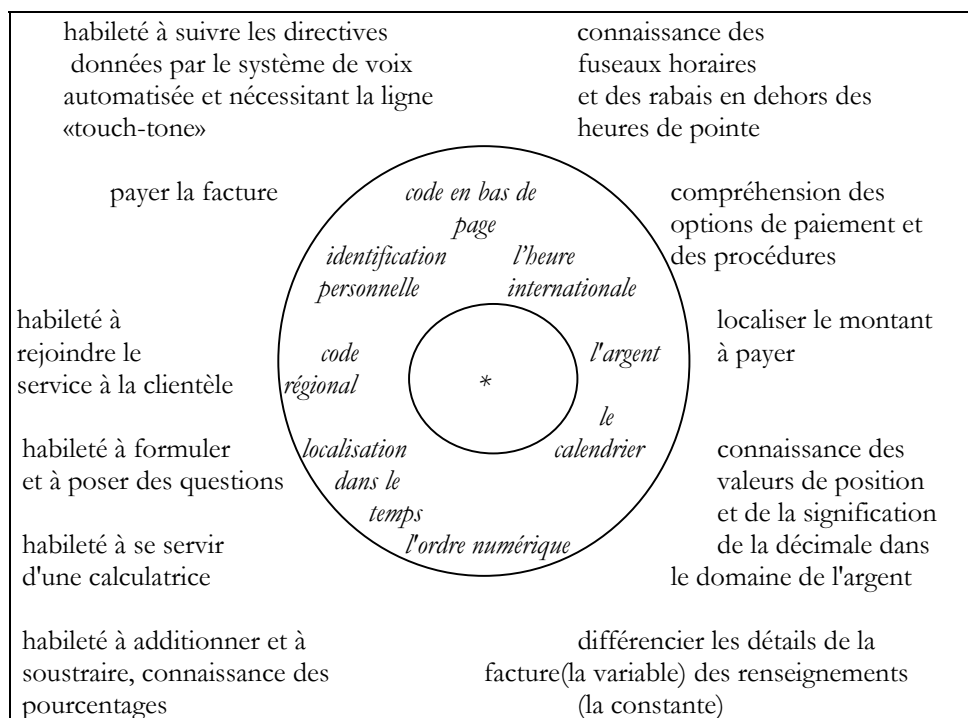 habileté à suivre les directives
données par le système de voix
automatisée et nécessitant la ligne
«touch-tone»
connaissance des
fuseaux horaires
et des rabais en dehors des
heures de pointe
payer la facture
code en bas de
page
compréhension des
options de paiement et
des procédures
identification
personnelle
l'heure
internationale
habileté à
rejoindre le
service à la clientèle
code
régional
*
l'argent
localiser le montant
à payer
le
calendrier
habileté à formuler
et à poser des questions
localisation
dans le
temps
connaissance des
valeurs de position
et de la signification
de la décimale dans
le domaine de l'argent
l'ordre numérique
habileté à se servir
d'une calculatrice
habileté à additionner et à
soustraire, connaissance des
pourcentages
différencier les détails de la
facture(la variable) des renseignements
(la constante)